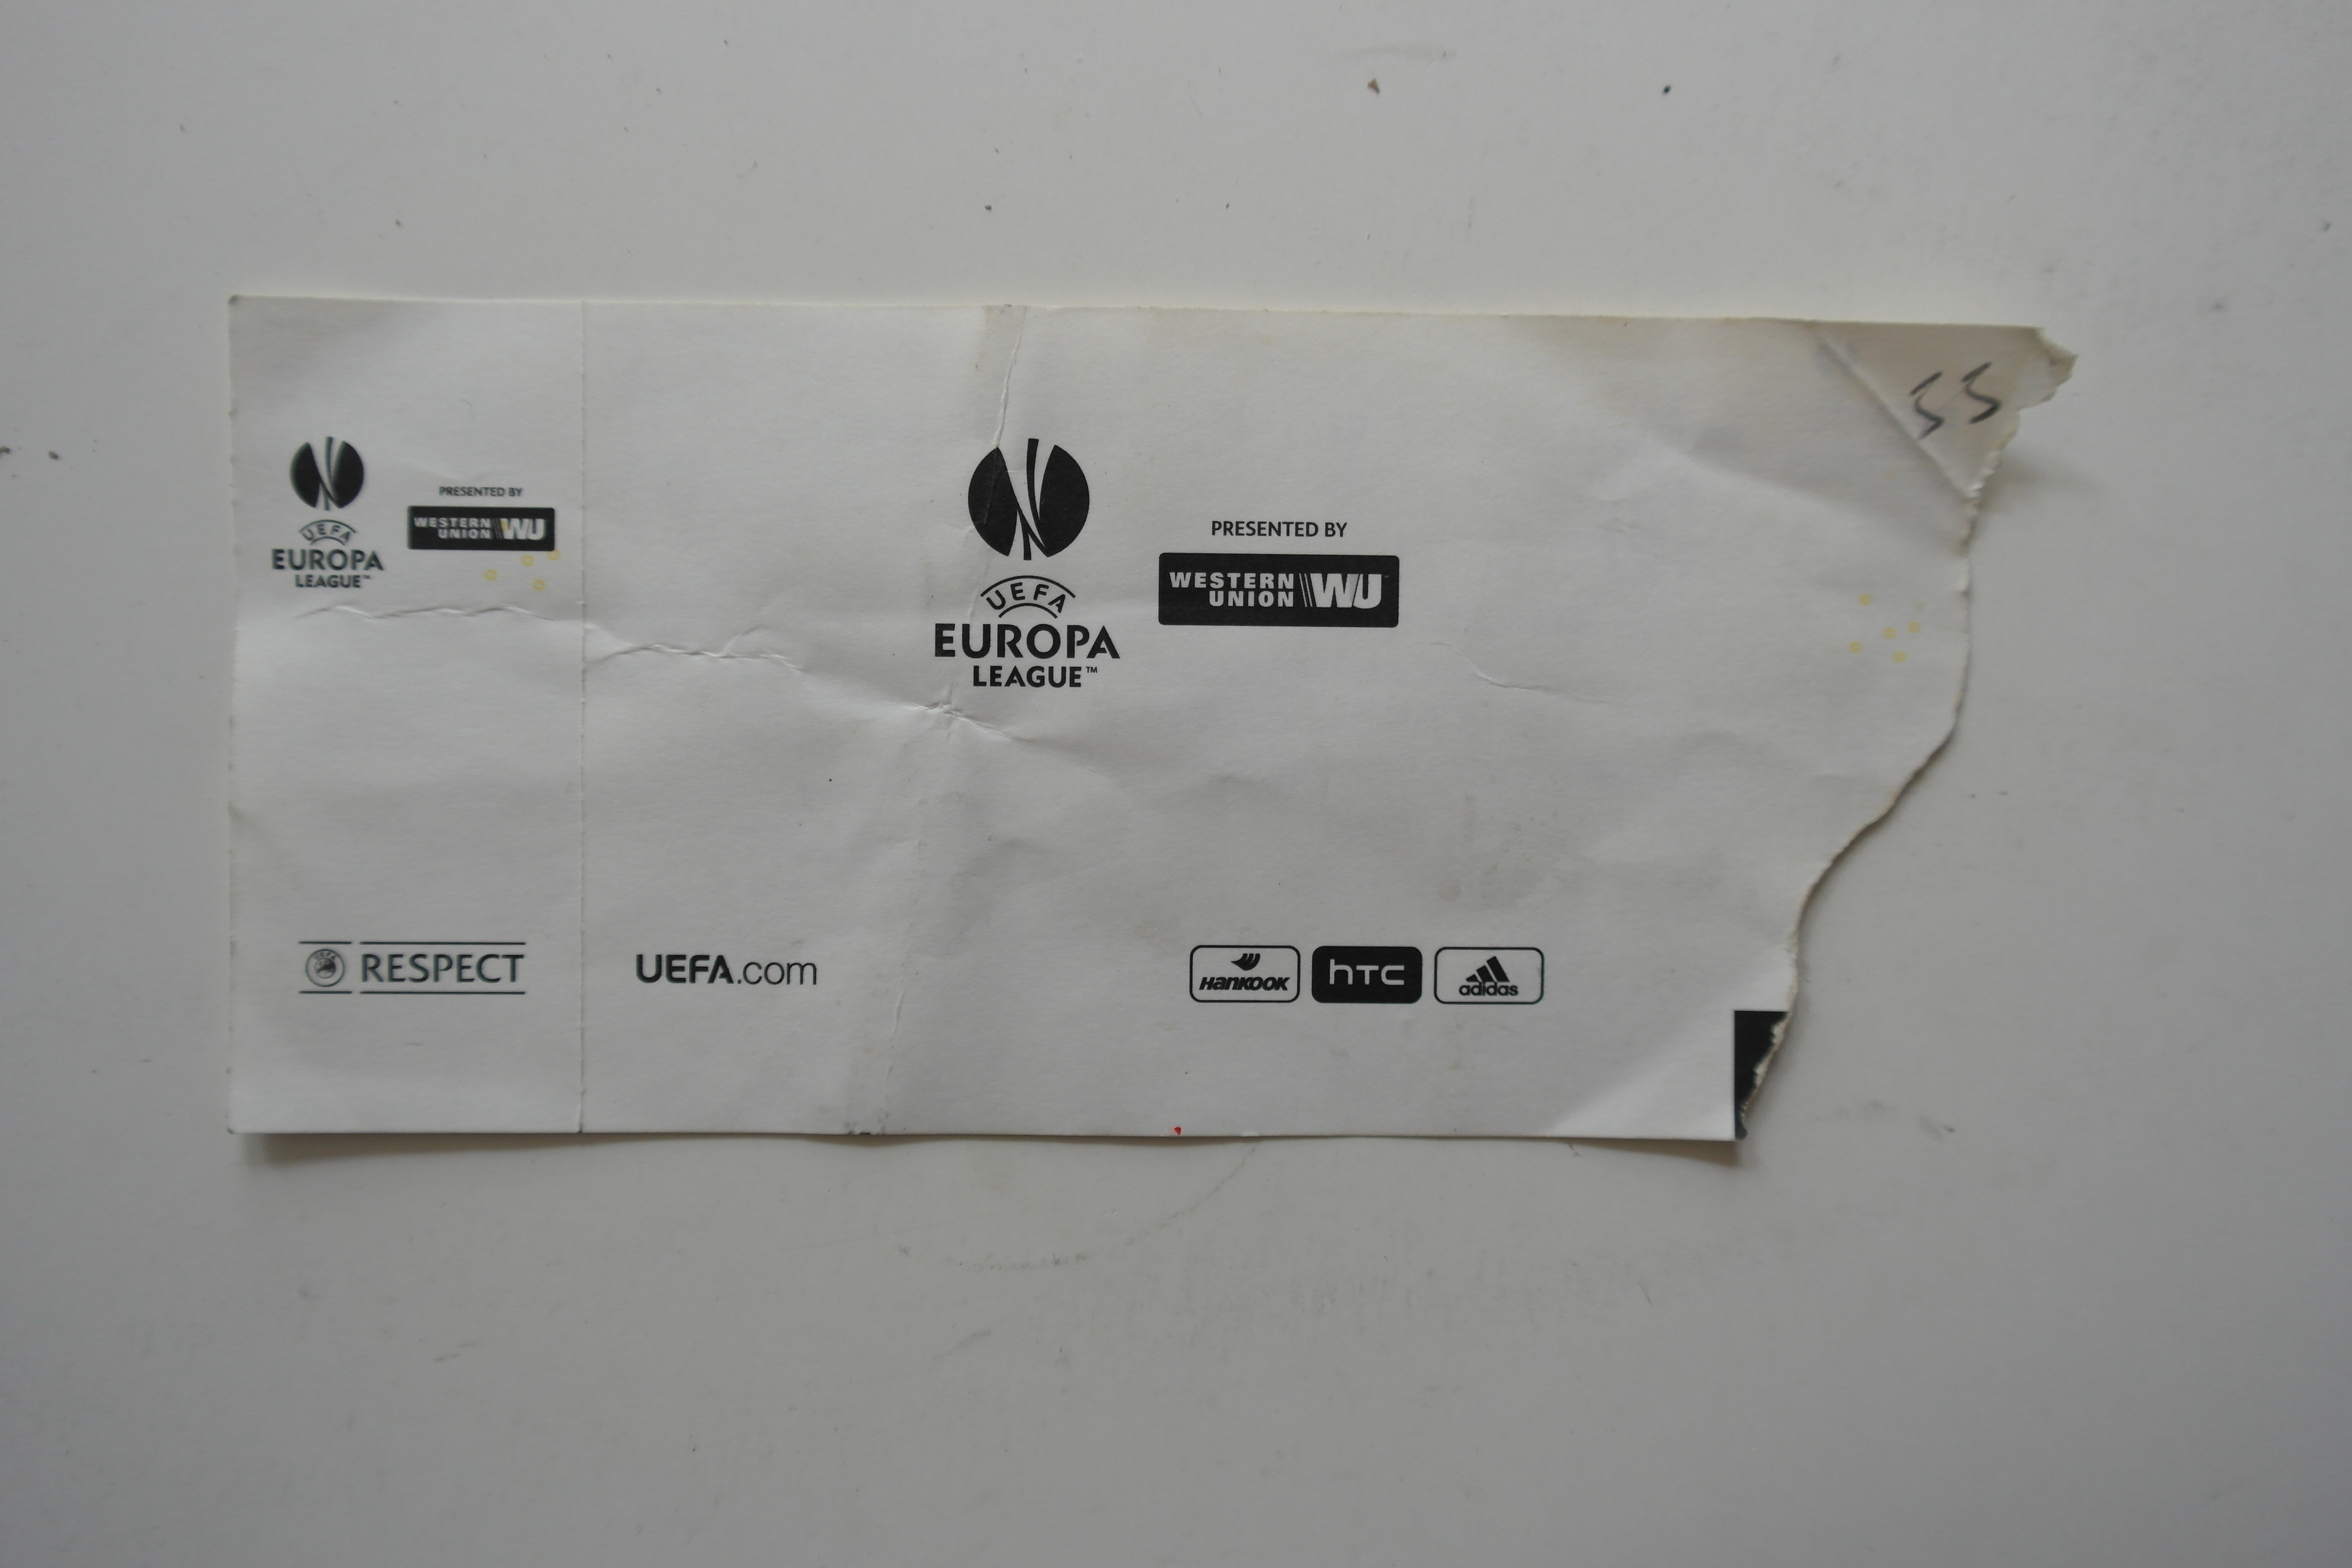 55
UEFA
EUROPA
LEAGUE™
PRESENTED BY
WESTERN
UNION WU
UEFA
EUROPA
LEAGUE™
PRESENTED BY
WESTERN
UNION WU
RESPECT
UEFA.com
HANKOOK
hTC
adidas